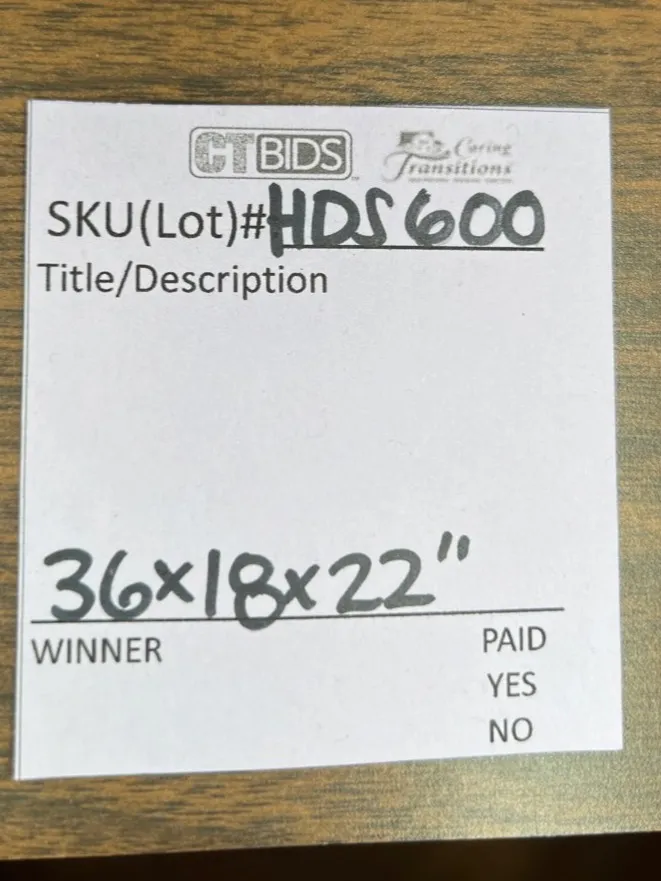 CTBIDS Caring Transitions
SKU(Lot)#HDS600
Title/Description
36x18x22"
WINNER PAID
YES
NO